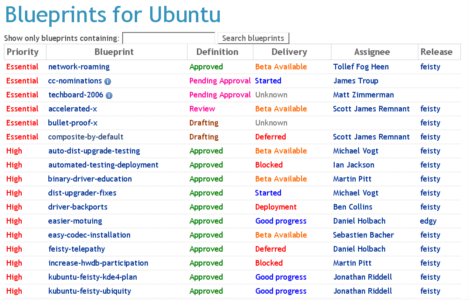 Blueprints for Ubuntu
Show only blueprints containing: Search blueprints
Priority Blueprint Definition Delivery Assignee Release
Essential network-roaming Approved Beta Available Tollef Fog Heen feisty
Essential cc-nominations Pending Approval Started James Troup
Essential techboard-2006 Pending Approval Unknown Matt Zimmerman
Essential accelerated-x Review Beta Available Scott James Remnant feisty
Essential bullet-proof-x Drafting Unknown feisty
Essential composite-by-default Drafting Deferred Scott James Remnant feisty
High auto-dist-upgrade-testing Approved Beta Available Michael Vogt feisty
High automated-testing-deployment Approved Blocked Ian Jackson feisty
High binary-driver-education Approved Beta Available Martin Pitt feisty
High dist-upgrader-fixes Approved Started Michael Vogt feisty
High driver-backports Approved Deployment Ben Collins feisty
High easier-motuing Approved Good progress Daniel Holbach edgy
High easy-codec-installation Approved Beta Available Sebastien Bacher feisty
High feisty-telepathy Approved Deferred Daniel Holbach feisty
High increase-hwdb-participation Approved Blocked Martin Pitt feisty
High kubuntu-feisty-kde4-plan Approved Good progress Jonathan Riddell feisty
High kubuntu-feisty-ubiquity Approved Good progress Jonathan Riddell feisty